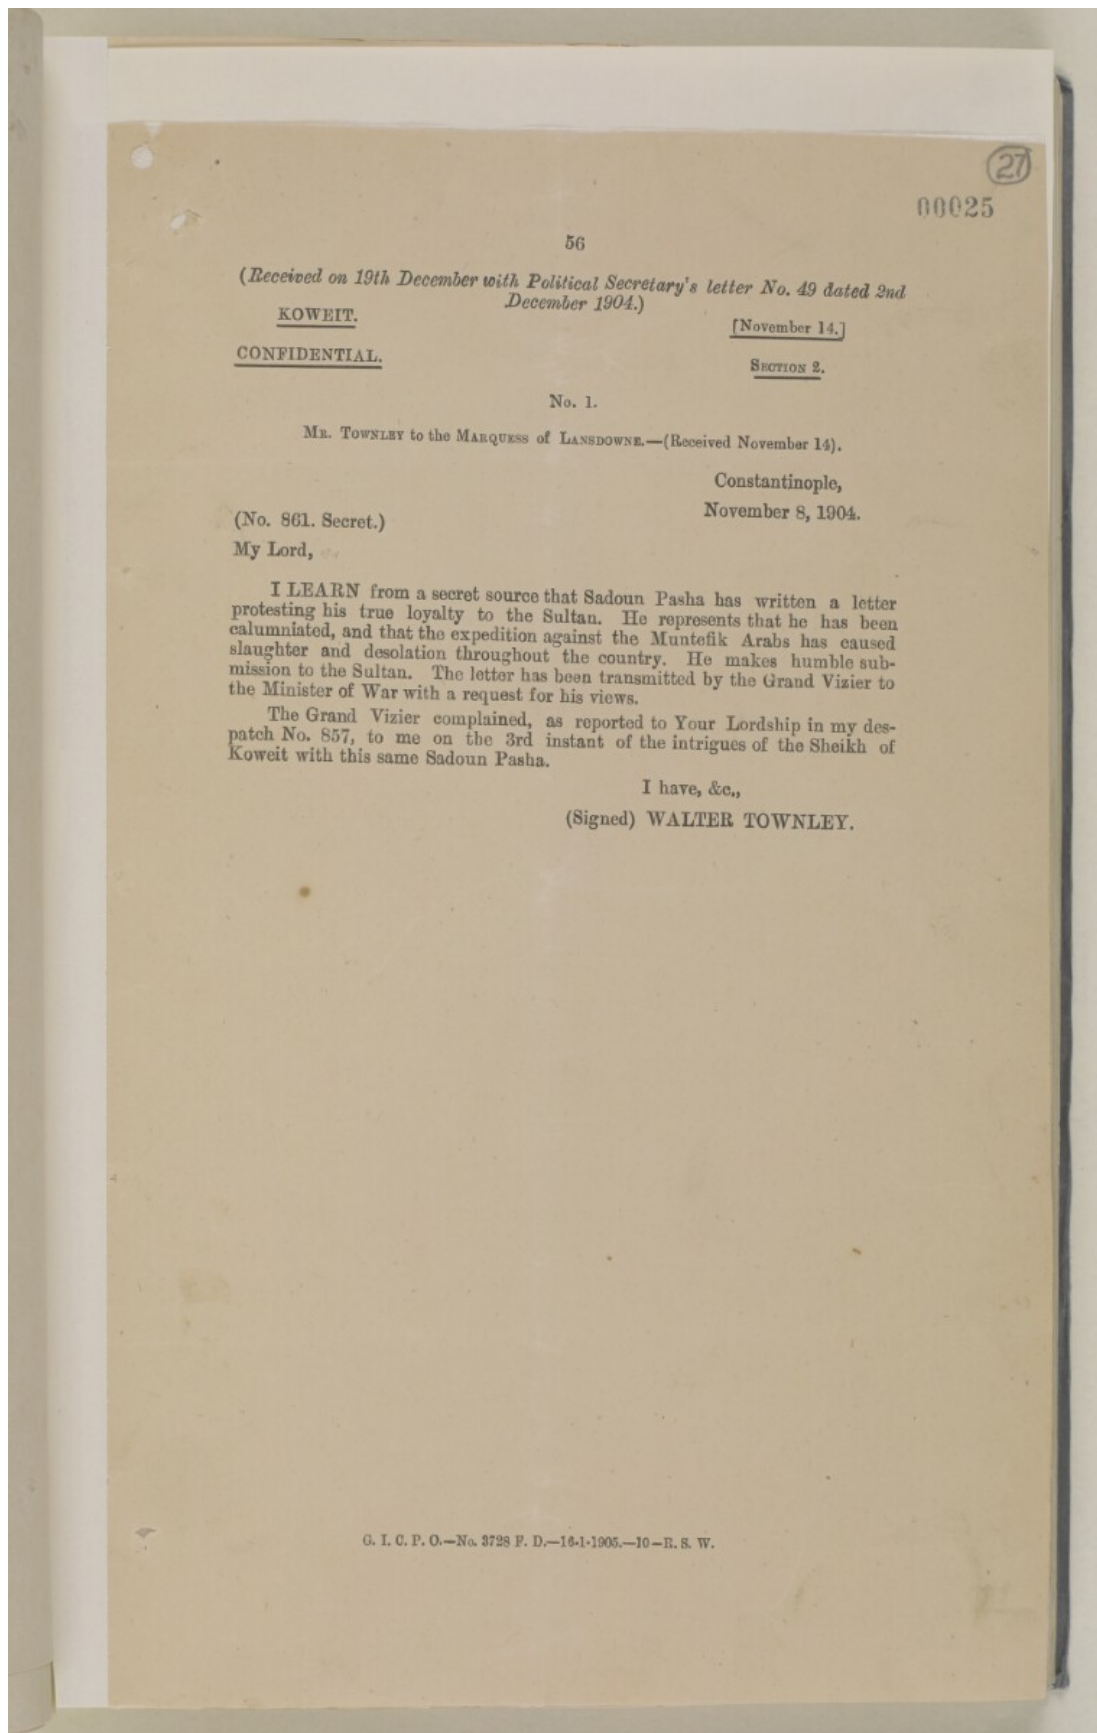 27
00025
56
(Received on 19th December with Political Secretary's letter No. 49 dated 2nd
December 1904.)
KOWEIT.
[November 14.]
CONFIDENTIAL.
SECTION 2.
No. 1.
MR. TOWNLEY to the MARQUESS of LANSDOWNE.—(Received November 14).
Constantinople,
November 8, 1904.
(No. 861. Secret.)
My Lord,
I LEARN from a secret source that Sadoun Pasha has written a letter
protesting his true loyalty to the Sultan. He represents that he has been
calumniated, and that the expedition against the Muntefik Arabs has caused
slaughter and desolation throughout the country. He makes humble sub-
mission to the Sultan. The letter has been transmitted by the Grand Vizier to
the Minister of War with a request for his views.
The Grand Vizier complained, as reported to Your Lordship in my des-
patch No. 857, to me on the 3rd instant of the intrigues of the Sheikh of
Koweit with this same Sadoun Pasha.
I have, &c.,
(Signed) WALTER TOWNLEY.
G. I. C. P. O.—No. 3728 F. D.—16-1-1905.—10—R. S. W.